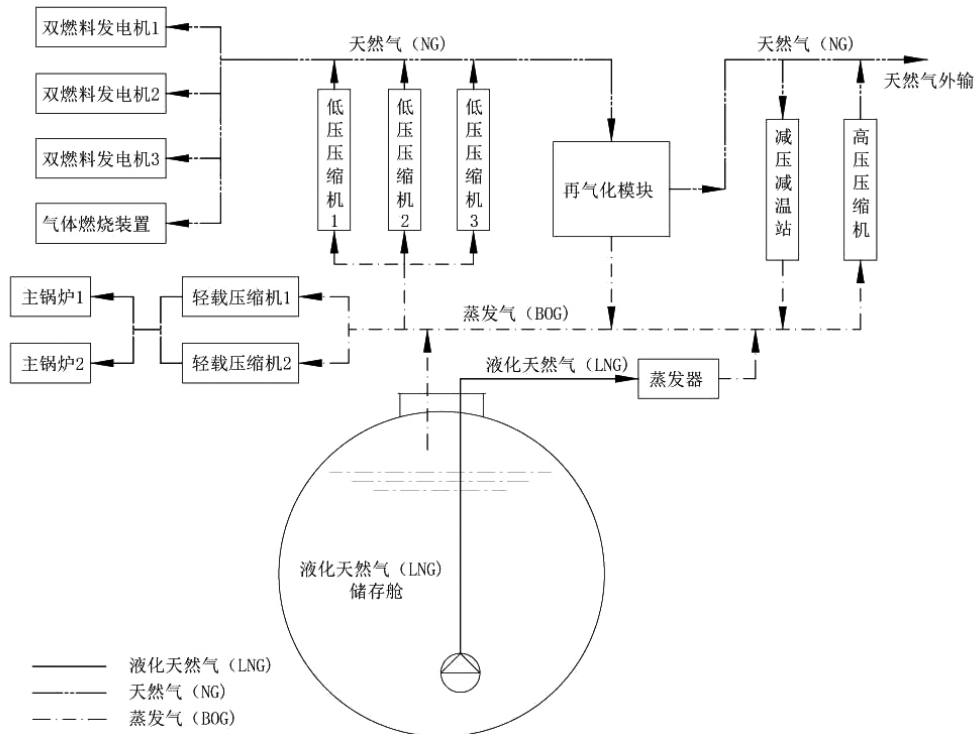 双燃料发电机1
双燃料发电机2
双燃料发电机3
气体燃烧装置
天然气（NG）
天然气（NG）
天然气外输
低压压缩机1
低压压缩机2
低压压缩机3
再气化模块
减压减温站
高压压缩机
主锅炉1
主锅炉2
轻载压缩机1
轻载压缩机2
蒸发气（BOG）
液化天然气（LNG）
蒸发器
液化天然气（LNG）
储存舱
液化天然气（LNG）
天然气（NG）
蒸发气（BOG）